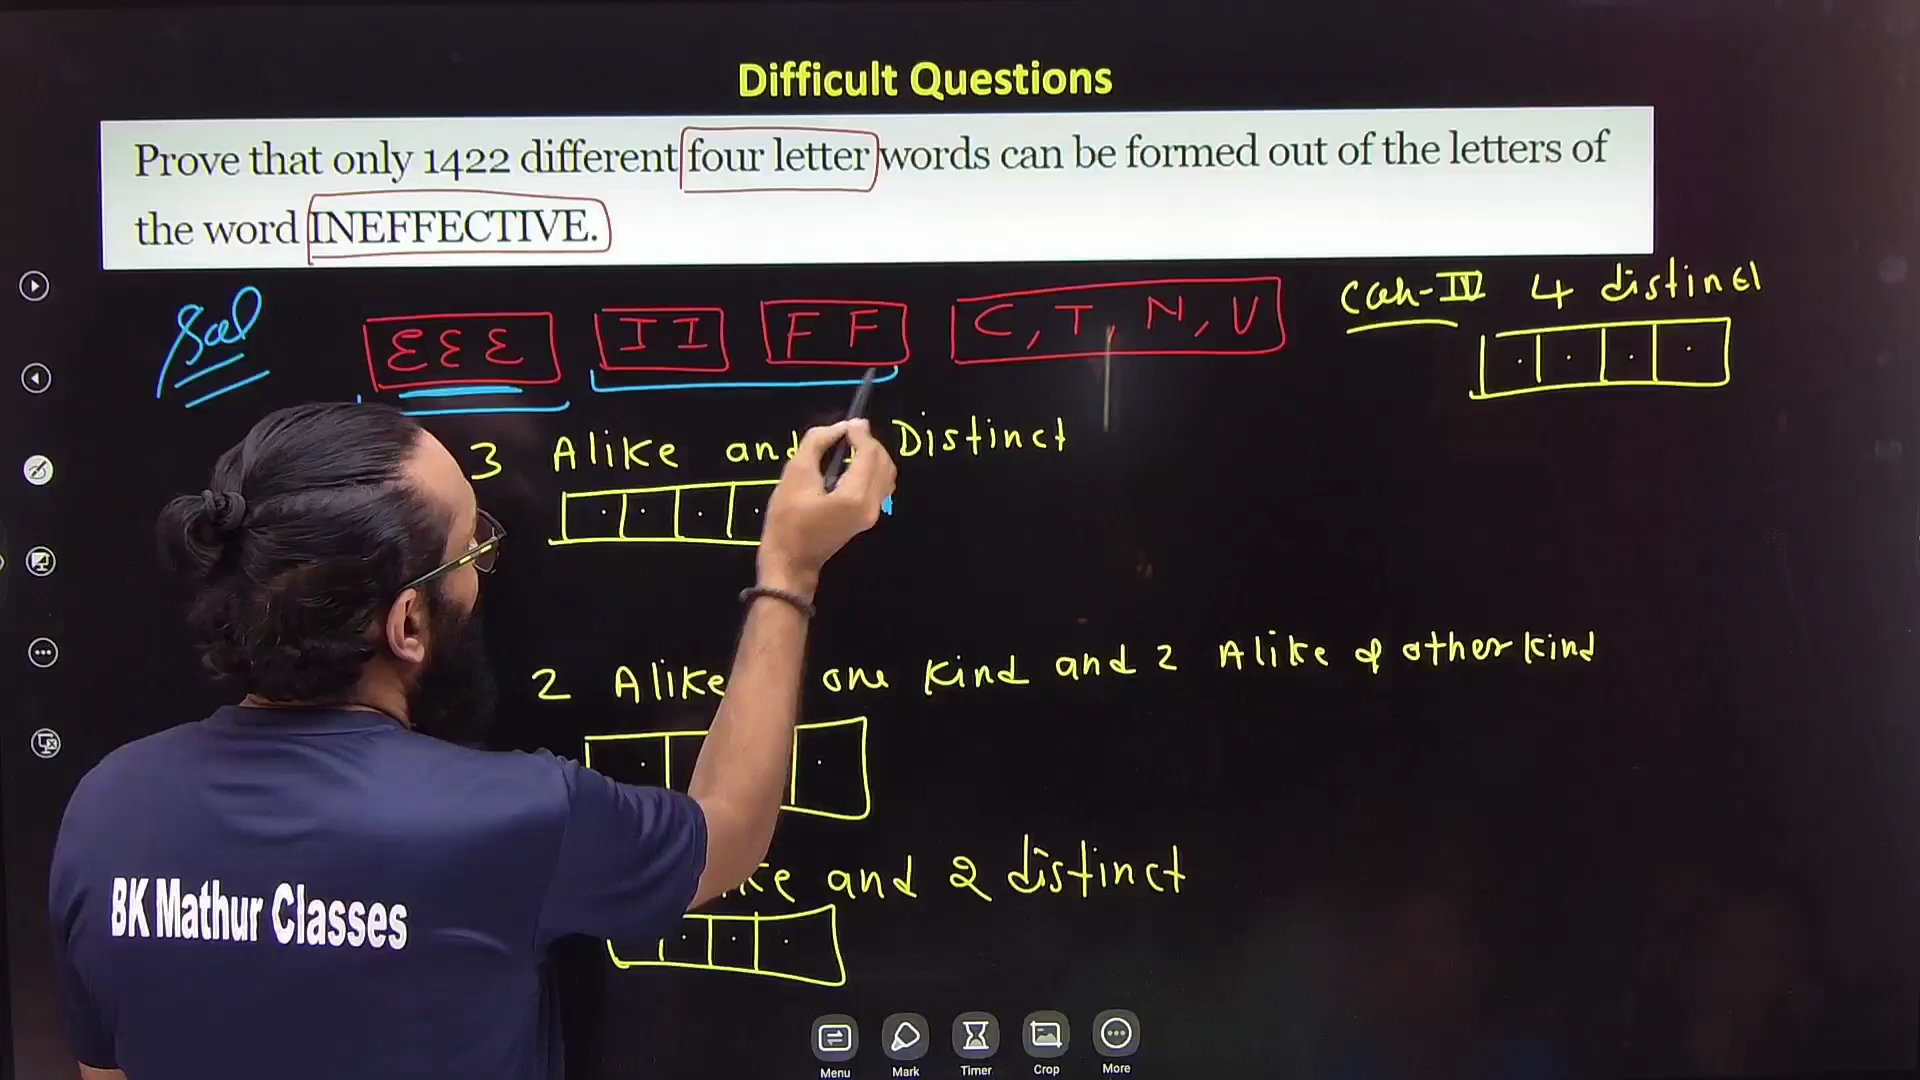 Difficult Questions
Prove that only 1422 different four letter words can be formed out of the letters of
the word INEFFECTIVE.
Sol
EEE II FF C, T, N, V
Case-IV 4 distinct
3 Alike and Distinct
2 Alike one kind and 2 Alike of other kind
and 2 distinct
BK Mathur Classes
Menu Mark Timer Crop More